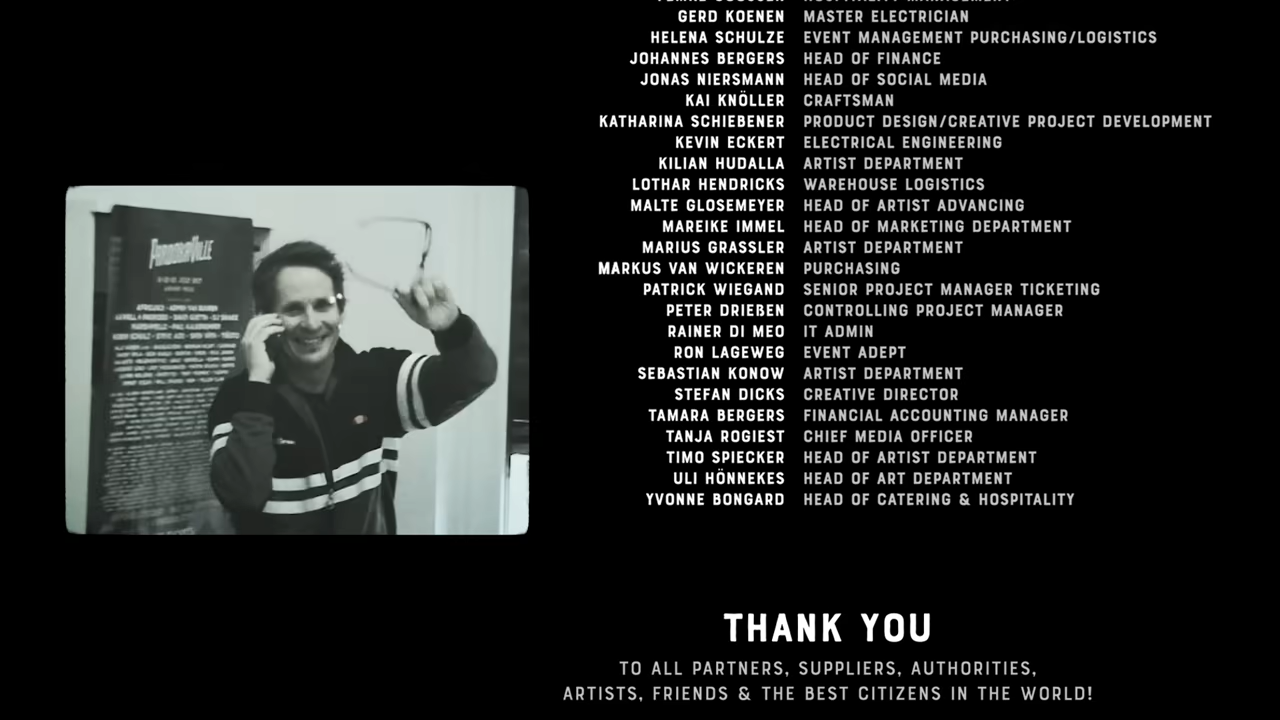 GERD KOENEN MASTER ELECTRICIAN
HELENA SCHULZE EVENT MANAGEMENT PURCHASING/LOGISTICS
JOHANNES BERGERS HEAD OF FINANCE
JONAS NIERSMANN HEAD OF SOCIAL MEDIA
KAI KNÖLLER CRAFTSMAN
KATHARINA SCHIEBENER PRODUCT DESIGN/CREATIVE PROJECT DEVELOPMENT
KEVIN ECKERT ELECTRICAL ENGINEERING
KILIAN HUDALLA ARTIST DEPARTMENT
LOTHAR HENDRICKS WAREHOUSE LOGISTICS
MALTE GLOSEMEYER HEAD OF ARTIST ADVANCING
MAREIKE IMMEL HEAD OF MARKETING DEPARTMENT
MARIUS GRASSLER ARTIST DEPARTMENT
MARKUS VAN WICKEREN PURCHASING
PATRICK WIEGAND SENIOR PROJECT MANAGER TICKETING
PETER DRIEßEN CONTROLLING PROJECT MANAGER
RAINER DI MEO IT ADMIN
RON LAGEWEG EVENT ADEPT
SEBASTIAN KONOW ARTIST DEPARTMENT
STEFAN DICKS CREATIVE DIRECTOR
TAMARA BERGERS FINANCIAL ACCOUNTING MANAGER
TANJA ROGIEST CHIEF MEDIA OFFICER
TIMO SPIECKER HEAD OF ARTIST DEPARTMENT
ULI HÖNNEKES HEAD OF ART DEPARTMENT
YVONNE BONGARD HEAD OF CATERING & HOSPITALITY
PAROOKAVILLE
THANK YOU
TO ALL PARTNERS, SUPPLIERS, AUTHORITIES,
ARTISTS, FRIENDS & THE BEST CITIZENS IN THE WORLD!